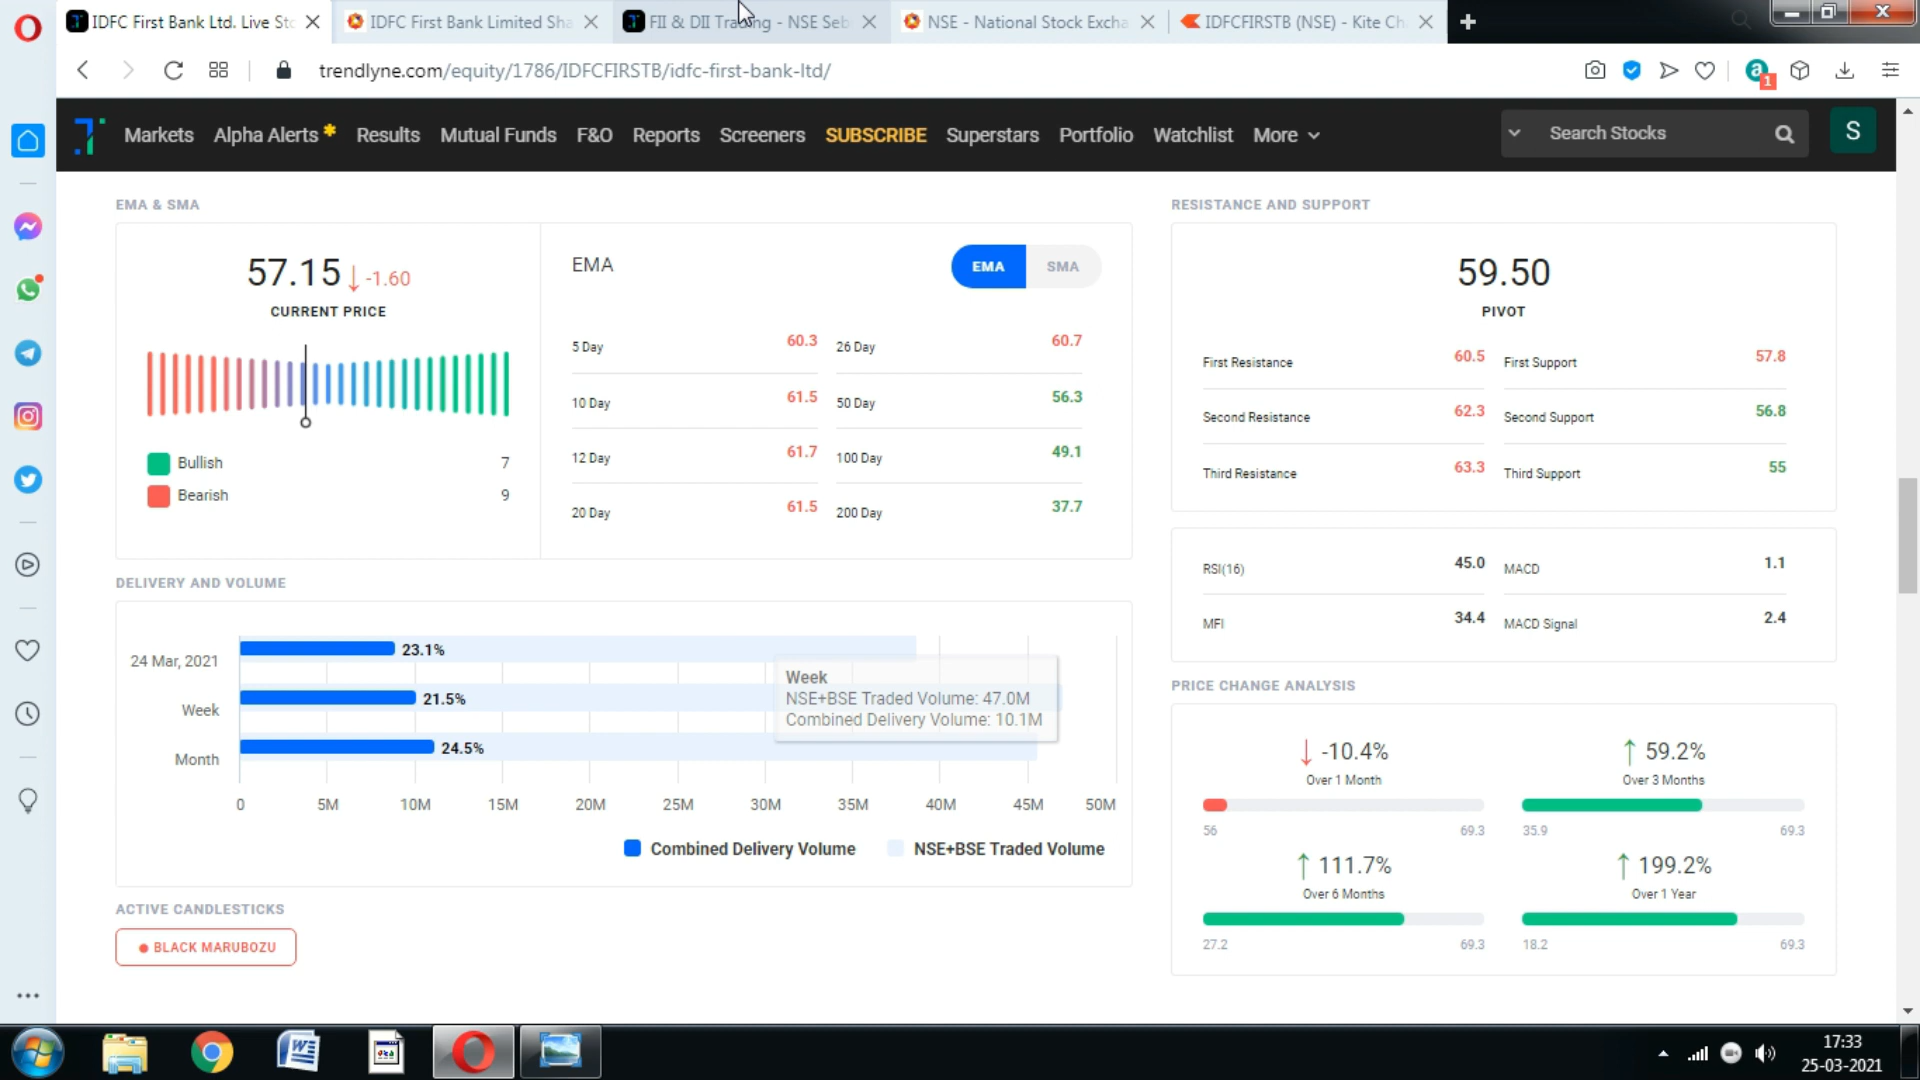 IDFC First Bank Ltd. Live Sto
IDFC First Bank Limited Sha
FII & DII Trading - NSE Seb
NSE - National Stock Excha
IDFCFIRSTB (NSE) - Kite Ch
trendlyne.com/equity/1786/IDFCFIRSTB/idfc-first-bank-ltd/
a
1
Markets
Alpha Alerts
Results
Mutual Funds
F&O
Reports
Screeners
SUBSCRIBE
Superstars
Portfolio
Watchlist
More
Search Stocks
S
EMA & SMA
57.15 ↓ -1.60
CURRENT PRICE
Bullish 7
Bearish 9
EMA
EMA SMA
5 Day 60.3 26 Day 60.7
10 Day 61.5 50 Day 56.3
12 Day 61.7 100 Day 49.1
20 Day 61.5 200 Day 37.7
RESISTANCE AND SUPPORT
59.50
PIVOT
First Resistance 60.5 First Support 57.8
Second Resistance 62.3 Second Support 56.8
Third Resistance 63.3 Third Support 55
RSI(16) 45.0 MACD 1.1
MFI 34.4 MACD Signal 2.4
DELIVERY AND VOLUME
24 Mar, 2021 23.1%
Week 21.5%
Month 24.5%
Week
NSE+BSE Traded Volume: 47.0M
Combined Delivery Volume: 10.1M
0 5M 10M 15M 20M 25M 30M 35M 40M 45M 50M
Combined Delivery Volume NSE+BSE Traded Volume
PRICE CHANGE ANALYSIS
↓ -10.4% ↑ 59.2%
Over 1 Month Over 3 Months
56 69.3 35.9 69.3
↑ 111.7% ↑ 199.2%
Over 6 Months Over 1 Year
27.2 69.3 18.2 69.3
ACTIVE CANDLESTICKS
BLACK MARUBOZU
17:33
25-03-2021